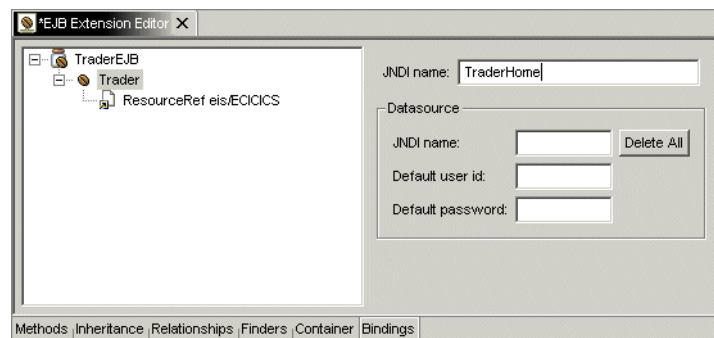 *EJB Extension Editor X
TraderEJB
Trader
ResourceRef eis/ECICICS
JNDI name: TraderHome
Datasource
JNDI name: Delete All
Default user id:
Default password:
Methods Inheritance Relationships Finders Container Bindings